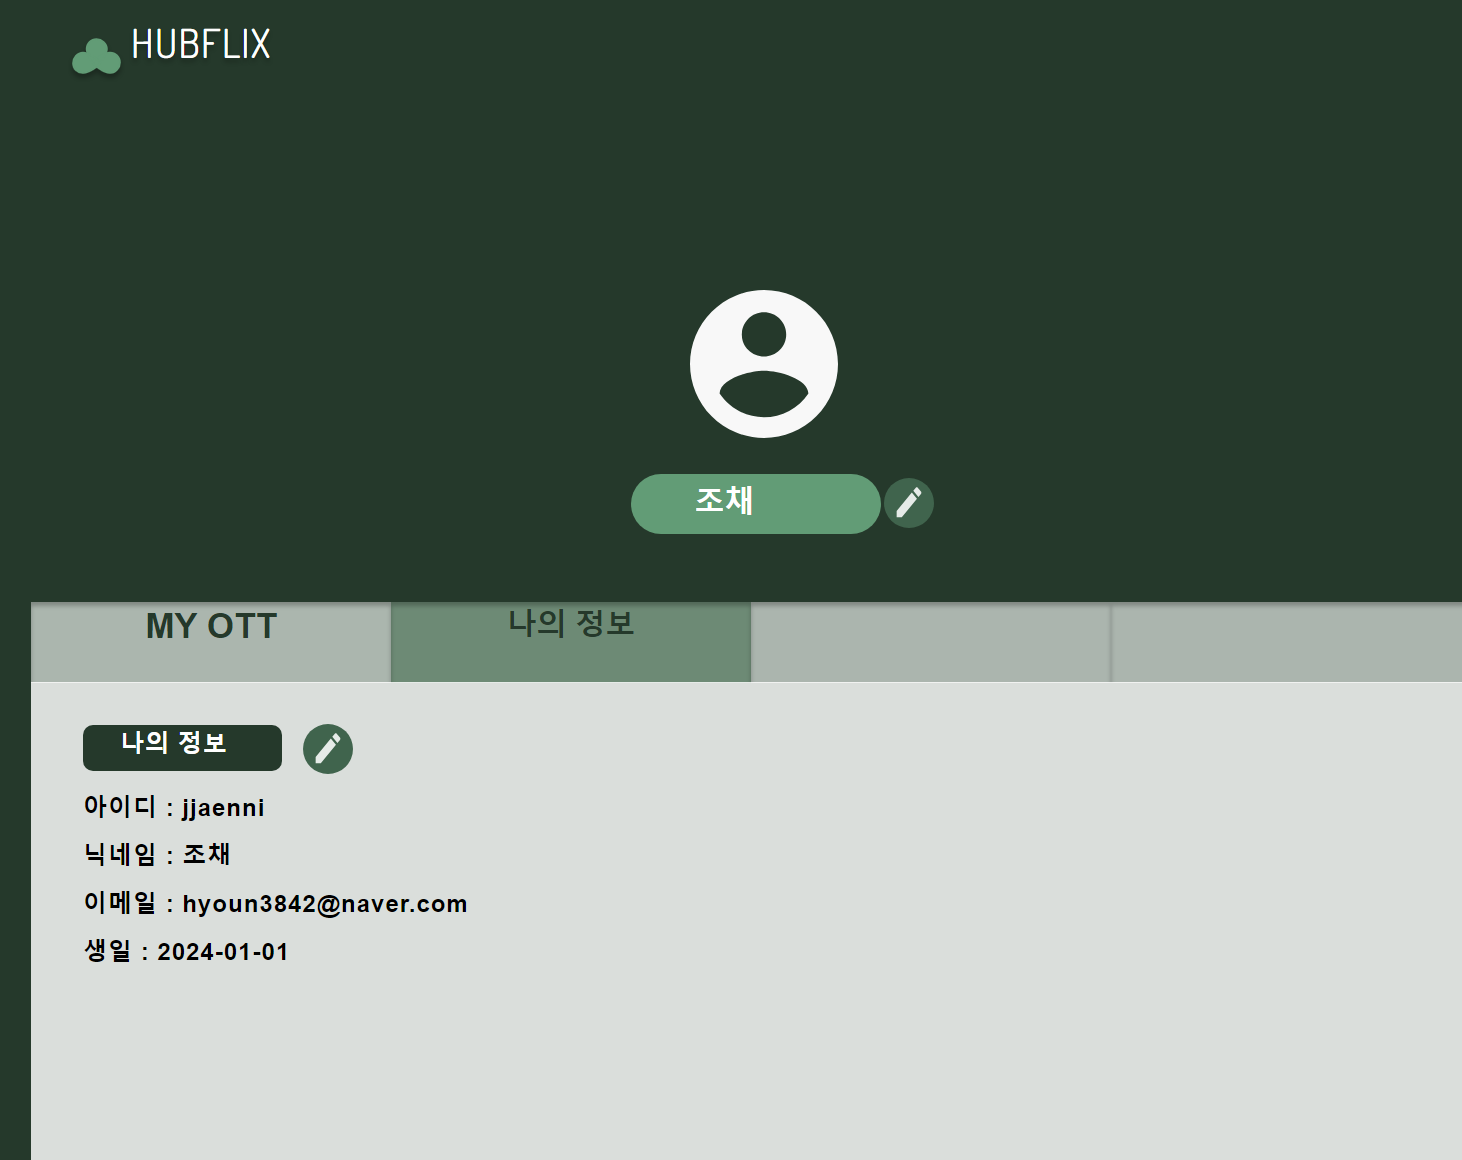 HUBFLIX
조채
MY OTT
나의 정보
나의 정보
아이디 : jjaenni
닉네임 : 조채
이메일 : hyoun3842@naver.com
생일 : 2024-01-01